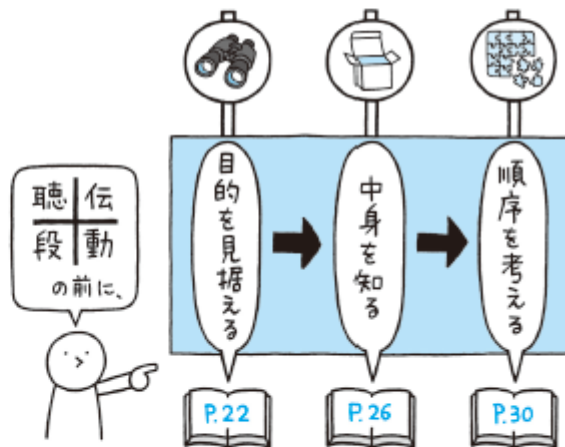 聴伝
段動
の前に、
目的を見据える
中身を知る
順序を考える
P.22
P.26
P.30